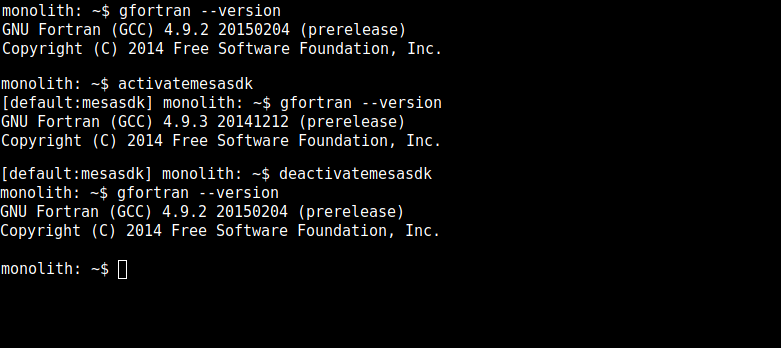 monolith: ~$ gfortran --version
GNU Fortran (GCC) 4.9.2 20150204 (prerelease)
Copyright (C) 2014 Free Software Foundation, Inc.
monolith: ~$ activatemesasdk
[default:mesasdk] monolith: ~$ gfortran --version
GNU Fortran (GCC) 4.9.3 20141212 (prerelease)
Copyright (C) 2014 Free Software Foundation, Inc.
[default:mesasdk] monolith: ~$ deactivatemesasdk
monolith: ~$ gfortran --version
GNU Fortran (GCC) 4.9.2 20150204 (prerelease)
Copyright (C) 2014 Free Software Foundation, Inc.
monolith: ~$